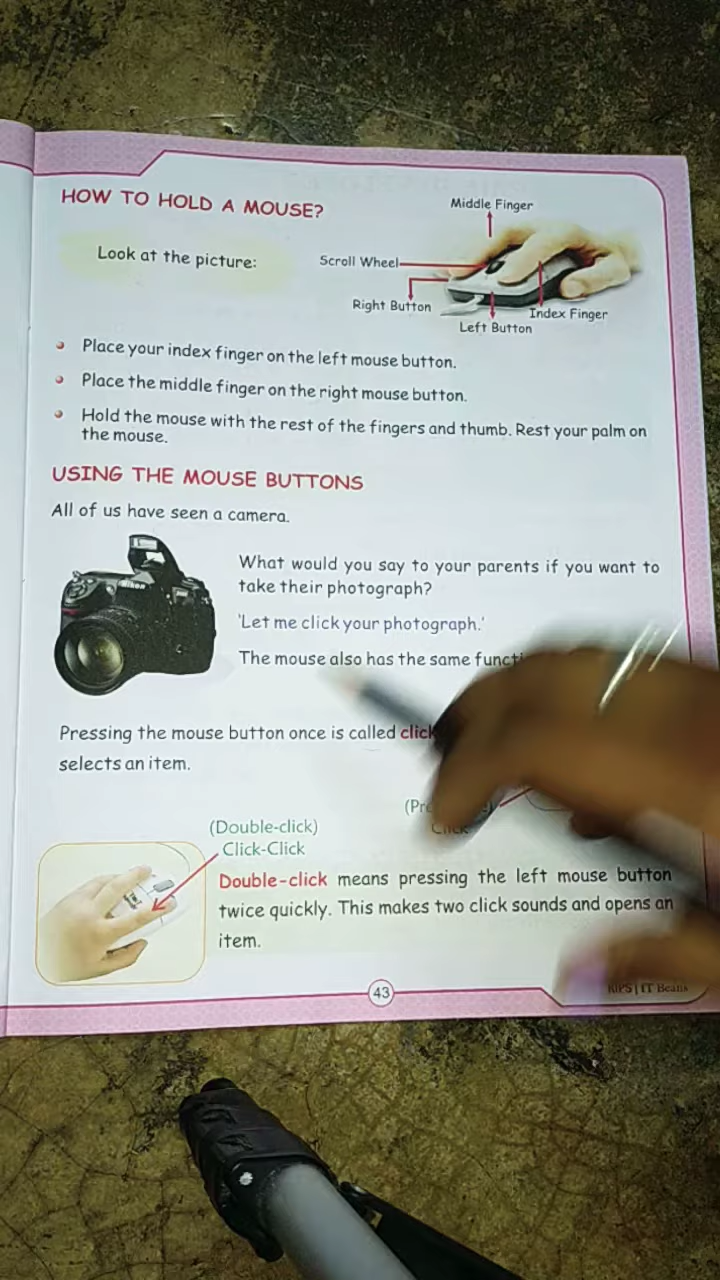 HOW TO HOLD A MOUSE?
Middle Finger
Look at the picture:
Scroll Wheel
Right Button
Index Finger
Left Button
Place your index finger on the left mouse button.
Place the middle finger on the right mouse button.
Hold the mouse with the rest of the fingers and thumb. Rest your palm on
the mouse.
USING THE MOUSE BUTTONS
All of us have seen a camera.
Nikon
What would you say to your parents if you want to
take their photograph?
'Let me click your photograph.'
The mouse also has the same
Pressing the mouse button once is called
selects an item.
(Double-click)
Click-Click
Click
Double-click means pressing the left mouse button
twice quickly. This makes two click sounds and opens an
item.
43
KIPS | IT Beans